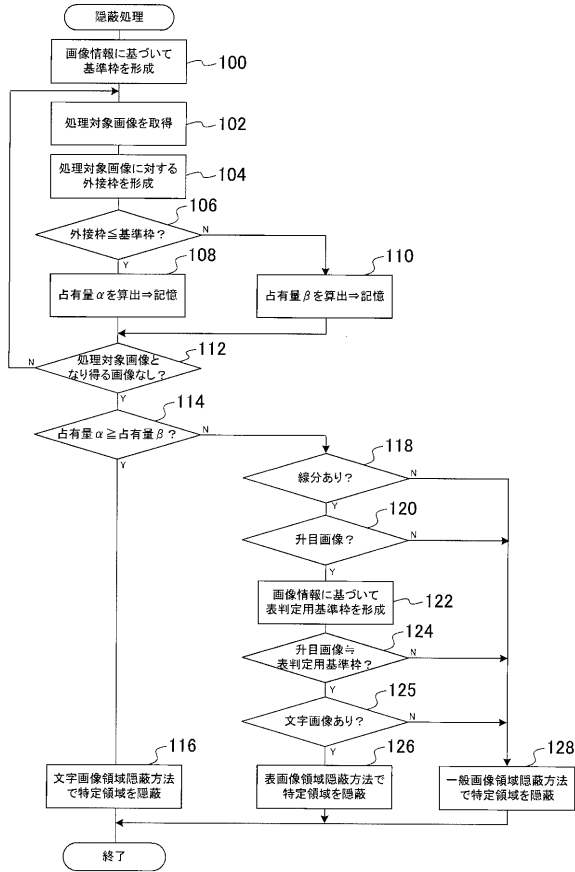 隠蔽処理
画像情報に基づいて
基準枠を形成
100
処理対象画像を取得
102
処理対象画像に対する
外接枠を形成
104
106
外接枠≦基準枠?
N
Y
108
占有量αを算出⇒記憶
110
占有量βを算出⇒記憶
112
処理対象画像と
なり得る画像なし?
N
Y
114
占有量α≧占有量β?
N
Y
118
線分あり?
N
Y
120
升目画像?
N
Y
画像情報に基づいて
表判定用基準枠を形成
122
124
升目画像≒
表判定用基準枠?
N
Y
125
文字画像あり?
N
Y
116
文字画像領域隠蔽方法
で特定領域を隠蔽
126
表画像領域隠蔽方法で
特定領域を隠蔽
128
一般画像領域隠蔽方法
で特定領域を隠蔽
終了